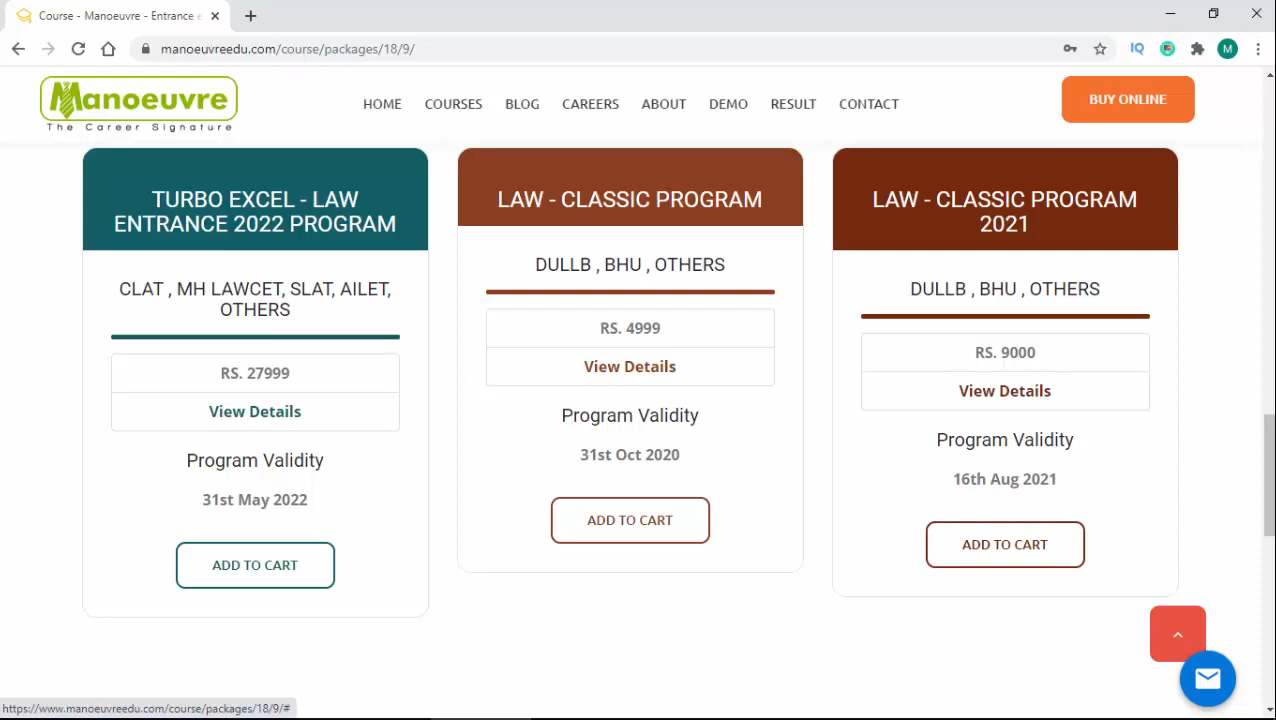 Course - Manoeuvre - Entrance e
manoeuvreedu.com/course/packages/18/9/
IQ
M
Manoeuvre
The Career Signature
HOME COURSES BLOG CAREERS ABOUT DEMO RESULT CONTACT
BUY ONLINE
TURBO EXCEL - LAW
ENTRANCE 2022 PROGRAM
CLAT , MH LAWCET, SLAT, AILET,
OTHERS
RS. 27999
View Details
Program Validity
31st May 2022
ADD TO CART
LAW - CLASSIC PROGRAM
DULLB , BHU , OTHERS
RS. 4999
View Details
Program Validity
31st Oct 2020
ADD TO CART
LAW - CLASSIC PROGRAM
2021
DULLB , BHU , OTHERS
RS. 9000
View Details
Program Validity
16th Aug 2021
ADD TO CART
https://www.manoeuvreedu.com/course/packages/18/9/#